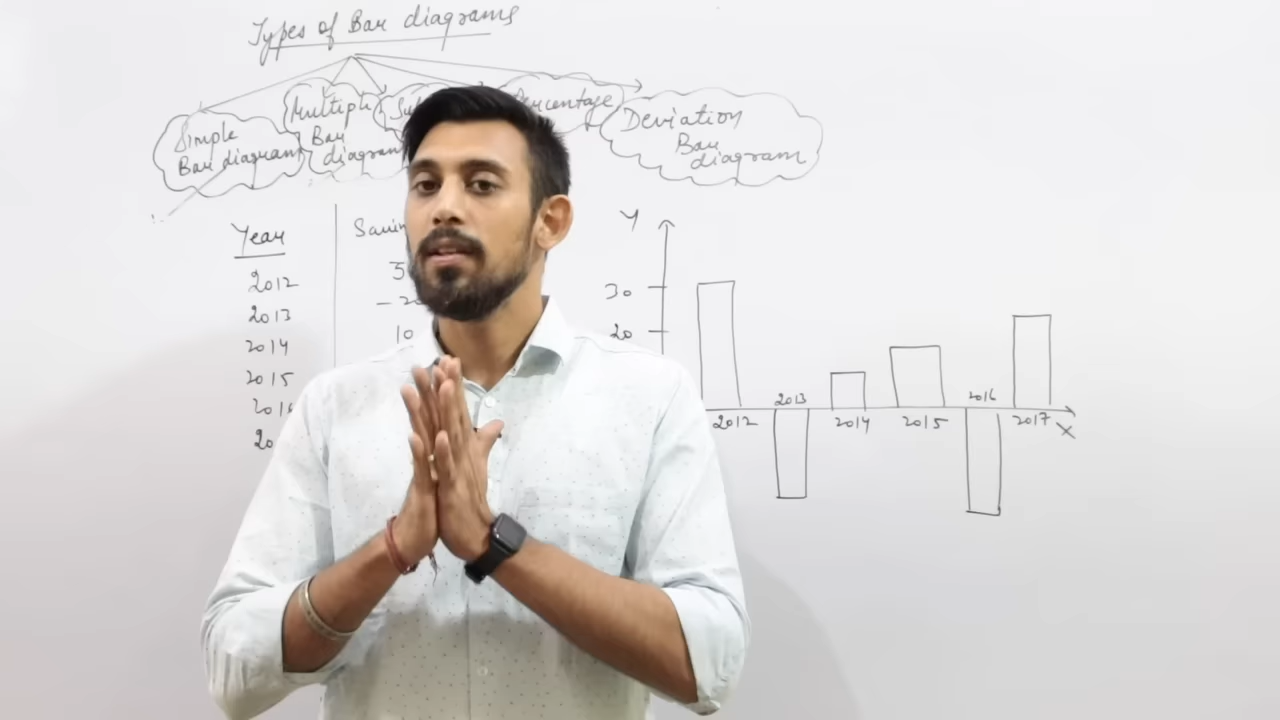 Types of Bar diagrams
Simple
Bar diagram
Multiple
Bar
diagram
Percentage
Deviation
Bar
diagram
Year
2012
2013
2014
2015
10
Y
30
20
2012
2013
2014
2015
2016
2017
X